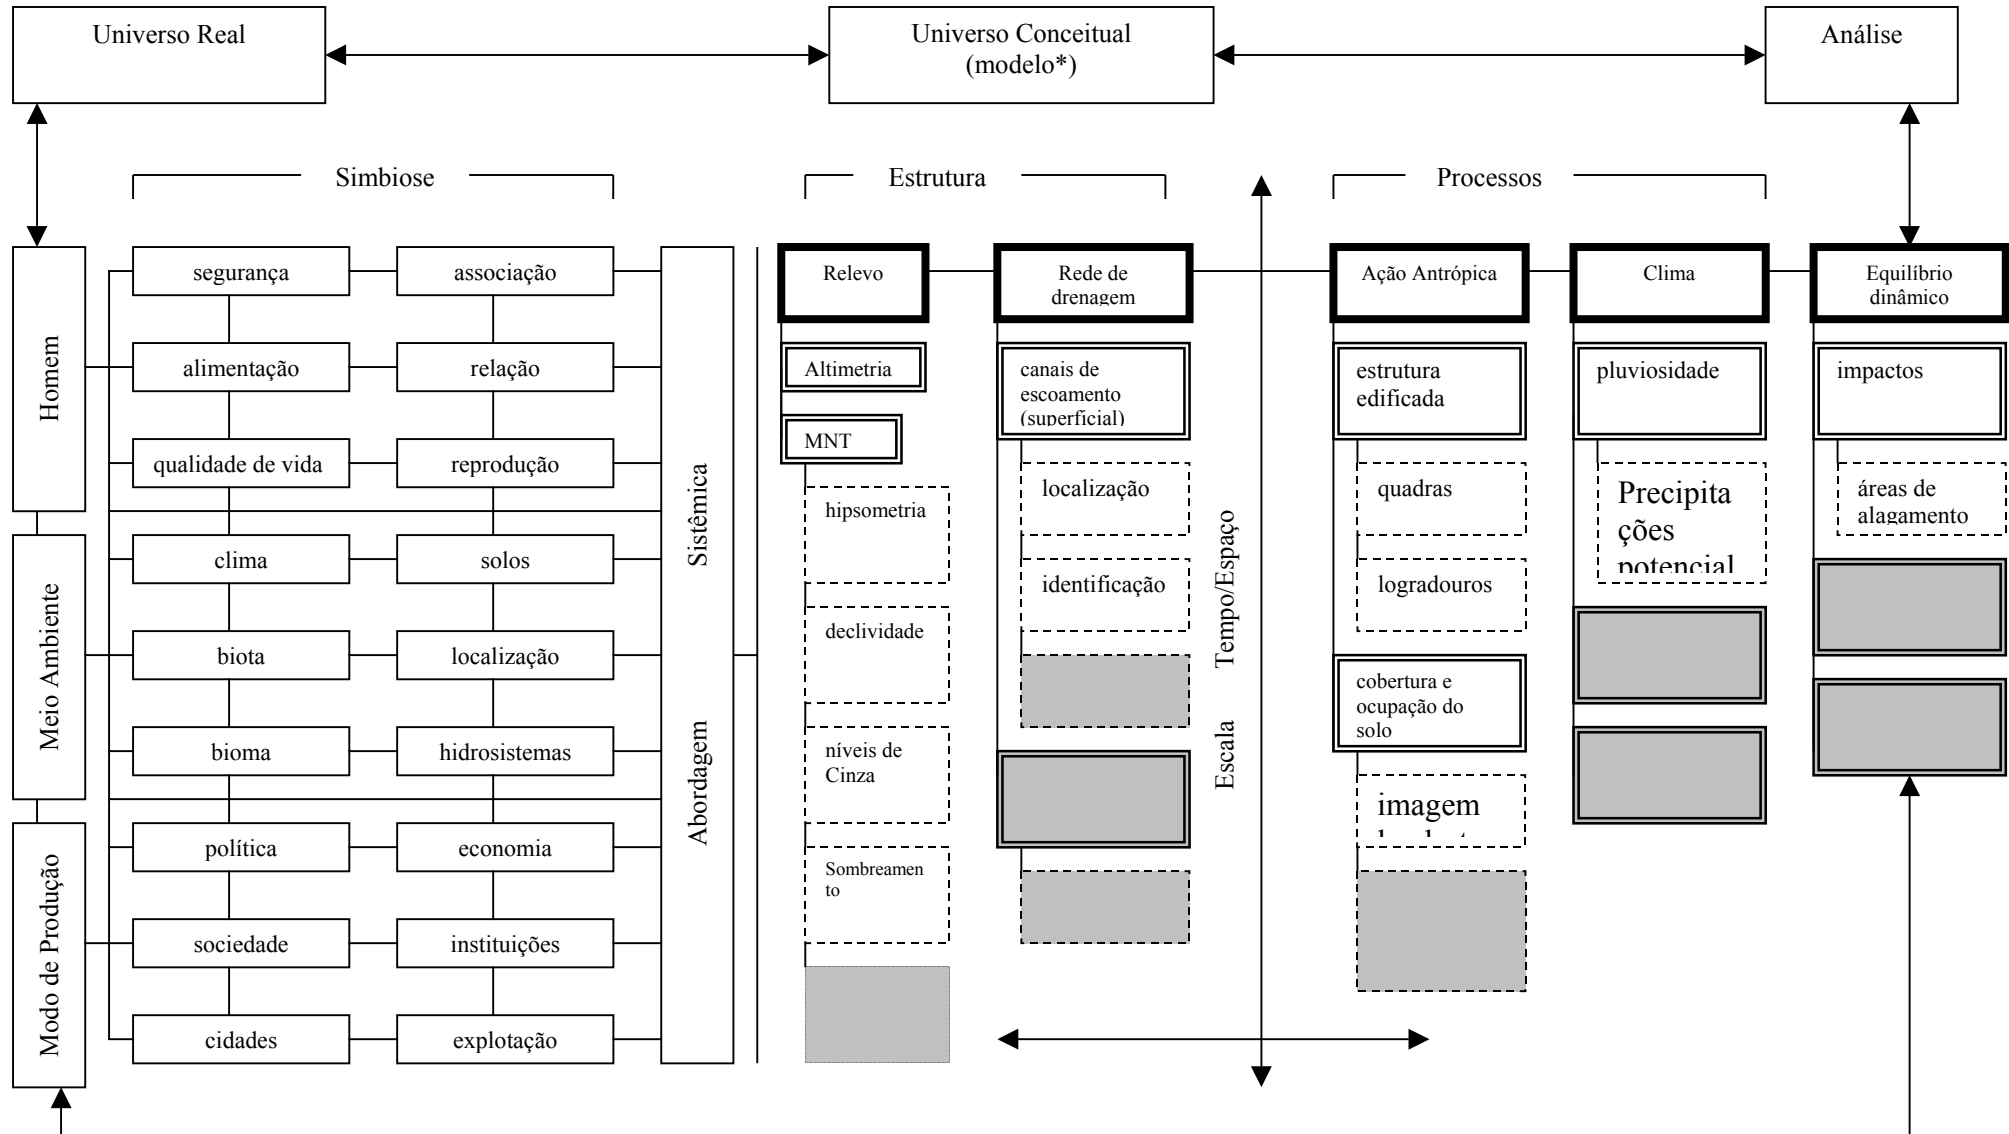 Universo Real
Universo Conceitual
(modelo*)
Análise
Simbiose
Estrutura
Processos
Homem
Meio Ambiente
Modo de Produção
segurança
associação
alimentação
relação
qualidade de vida
reprodução
clima
solos
biota
localização
bioma
hidrosistemas
política
economia
sociedade
instituições
cidades
explotação
Abordagem Sistêmica
Relevo
Altimetria
MNT
hipsometria
declividade
níveis de
Cinza
Sombreamen
to
Rede de
drenagem
canais de
escoamento
(superficial)
localização
identificação
Escala Tempo/Espaço
Ação Antrópica
estrutura
edificada
quadras
logradouros
cobertura e
ocupação do
solo
imagem
Clima
pluviosidade
Precipita
ções
potencial
Equilíbrio
dinâmico
impactos
áreas de
alagamento